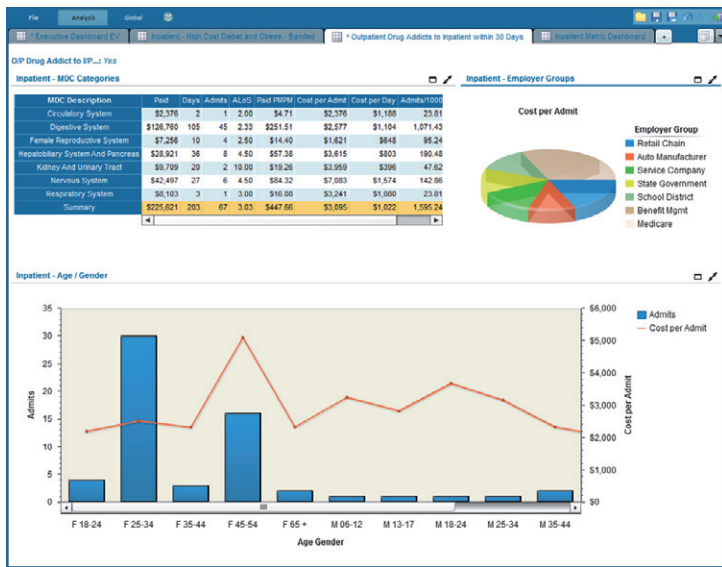 File Analysis Global
* Executive Dashboard EV Inpatient - High Cost Diabet and Obese - Banded * Outpatient Drug Addicts to Inpatient within 30 Days Inpatient Metric Dashboard +
O/P Drug Addict to I/P...: Yes
Inpatient - MDC Categories
MDC Description Paid Days Admits ALoS Paid PMPM Cost per Admit Cost per Day Admits/1000
Circulatory System $2,376 2 1 2.00 $4.71 $2,376 $1,188 23.81
Digestive System $126,760 105 45 2.33 $251.51 $2,577 $1,104 1,071.43
Female Reproductive System $7,256 10 4 2.50 $14.40 $1,621 $648 95.24
Hepatobiliary System And Pancreas $28,921 36 8 4.50 $57.38 $3,615 $803 190.48
Kidney And Urinary Tract $9,709 20 2 10.00 $19.26 $3,959 $396 47.62
Nervous System $42,497 27 6 4.50 $84.32 $7,083 $1,574 142.86
Respiratory System $8,103 3 1 3.00 $16.08 $3,241 $1,080 23.81
Summary $225,621 203 67 3.03 $447.66 $3,095 $1,022 1,595.24
Inpatient - Employer Groups
Cost per Admit
Employer Group
Retail Chain
Auto Manufacturer
Service Company
State Government
School District
Benefit Mgmt
Medicare
Inpatient - Age / Gender
35
30
25
20
15
10
5
0
Admits
$6,000
$5,000
$4,000
$3,000
$2,000
$1,000
$0
Cost per Admit
Admits
Cost per Admit
F 18-24 F 25-34 F 35-44 F 45-54 F 65 + M 06-12 M 13-17 M 18-24 M 25-34 M 35-44
Age Gender